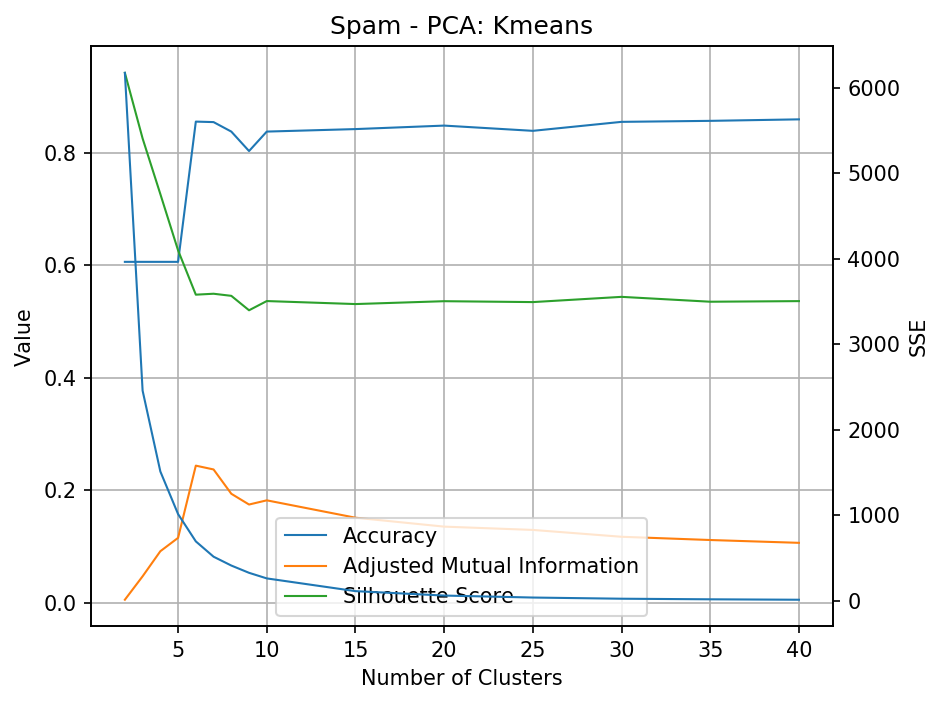 Spam - PCA: Kmeans
Value
0.8
0.6
0.4
0.2
0.0
6000
5000
4000
3000
2000
1000
0
SSE
Accuracy
Adjusted Mutual Information
Silhouette Score
5 10 15 20 25 30 35 40
Number of Clusters